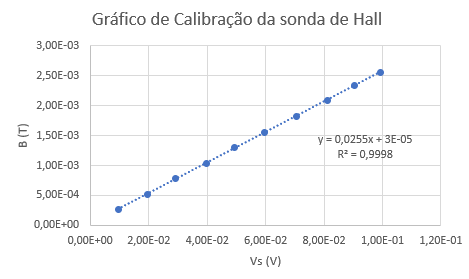 Gráfico de Calibração da sonda de Hall
3,00E-03
2,50E-03
2,00E-03
1,50E-03
1,00E-03
5,00E-04
0,00E+00
B (T)
y = 0,0255x + 3E-05
R² = 0,9998
0,00E+00 2,00E-02 4,00E-02 6,00E-02 8,00E-02 1,00E-01 1,20E-01
Vs (V)